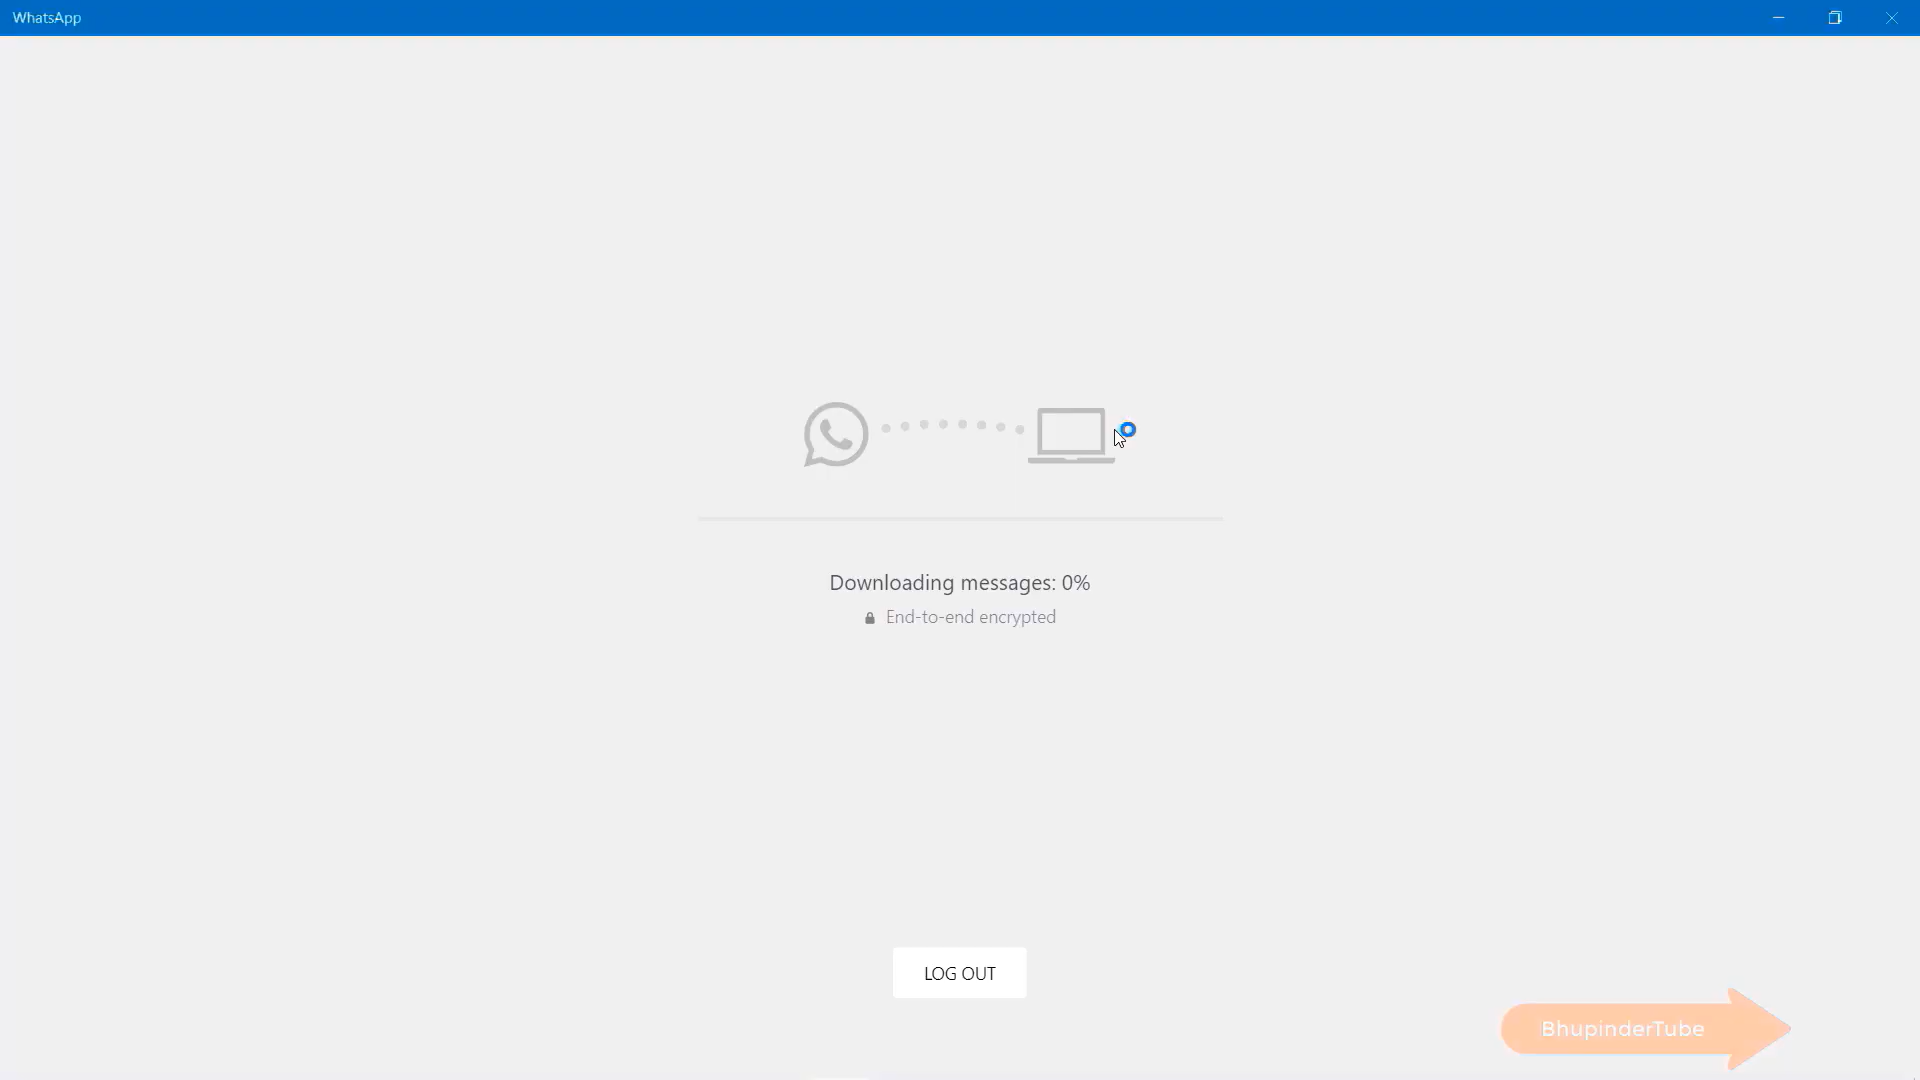 WhatsApp
Downloading messages: 0%
End-to-end encrypted
LOG OUT
BhupinderTube